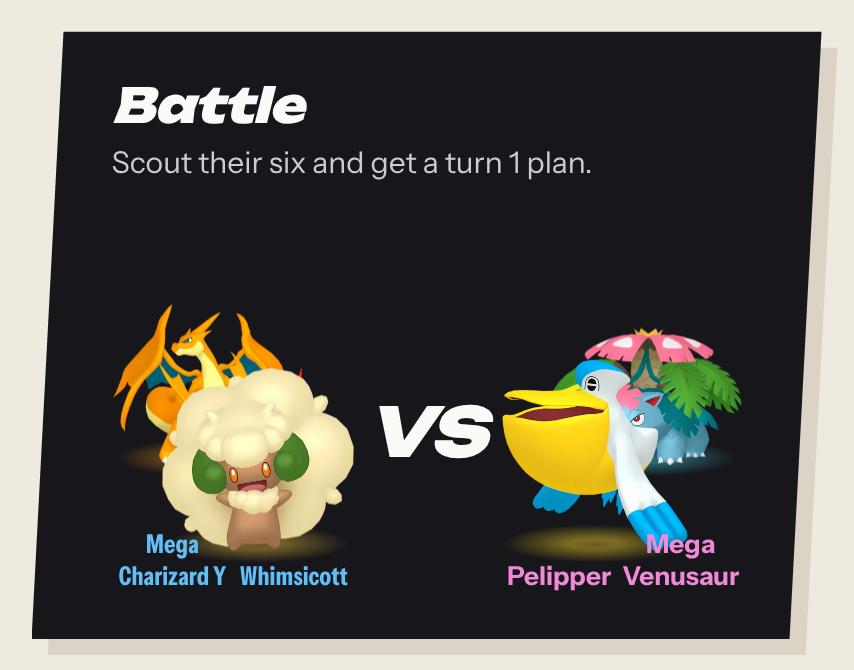 Battle
Scout their six and get a turn 1 plan.
VS
Mega
Charizard Y
Whimsicott
Pelipper
Mega
Venusaur